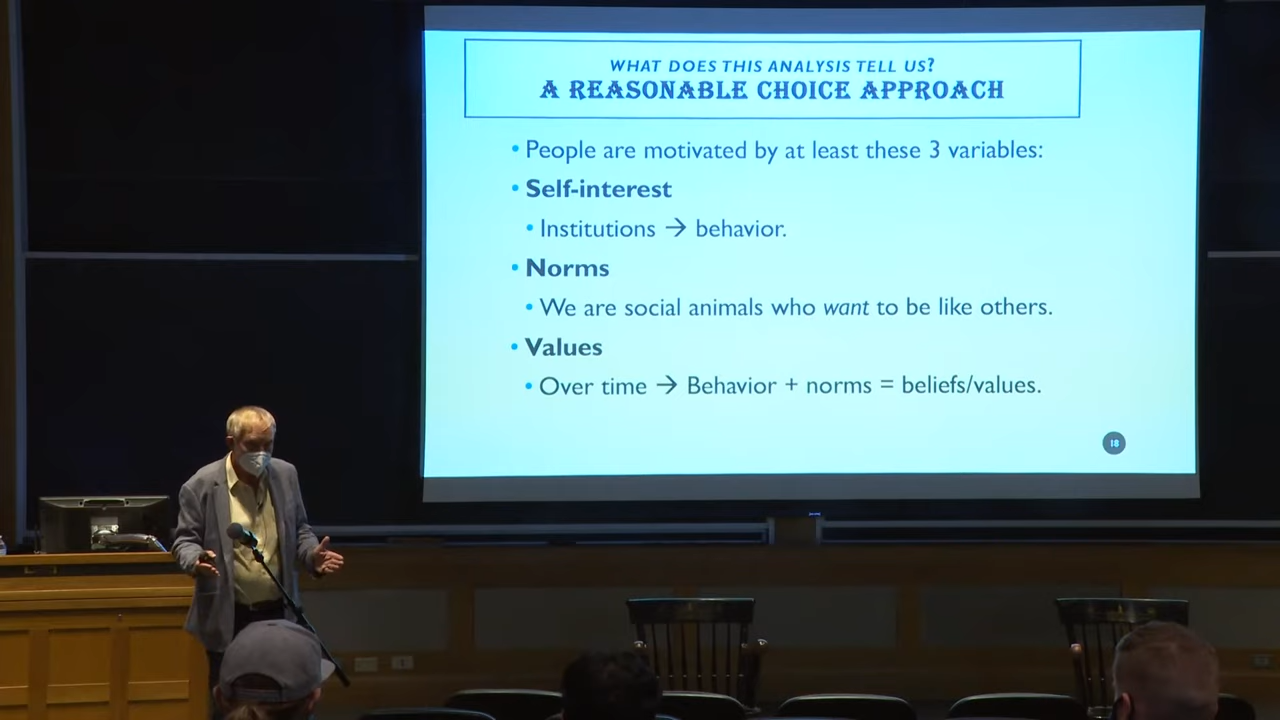 WHAT DOES THIS ANALYSIS TELL US?
A REASONABLE CHOICE APPROACH
• People are motivated by at least these 3 variables:
• Self-interest
• Institutions → behavior.
• Norms
• We are social animals who want to be like others.
• Values
• Over time → Behavior + norms = beliefs/values.
18